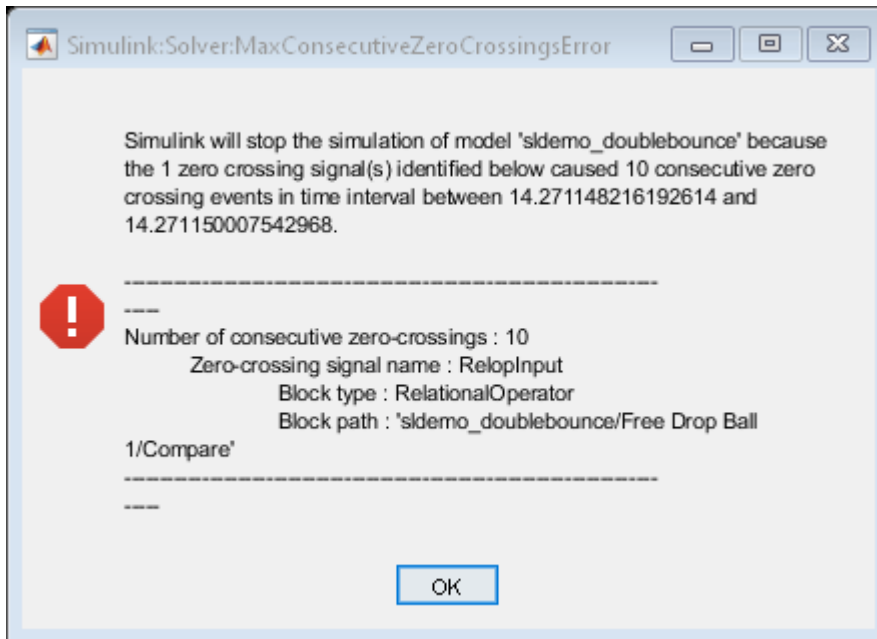 Simulink:Solver:MaxConsecutiveZeroCrossingsError
Simulink will stop the simulation of model 'sldemo_doublebounce' because
the 1 zero crossing signal(s) identified below caused 10 consecutive zero
crossing events in time interval between 14.271148216192614 and
14.271150007542968.
--------------------------------------------------------------------------------
-----
Number of consecutive zero-crossings : 10
Zero-crossing signal name : RelopInput
Block type : RelationalOperator
Block path : 'sldemo_doublebounce/Free Drop Ball
1/Compare'
--------------------------------------------------------------------------------
-----
OK